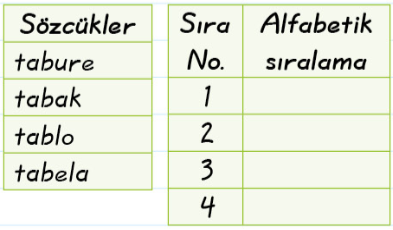 Sözcükler
tabure
tabak
tablo
tabela
Sıra No.
Alfabetik sıralama
1
2
3
4